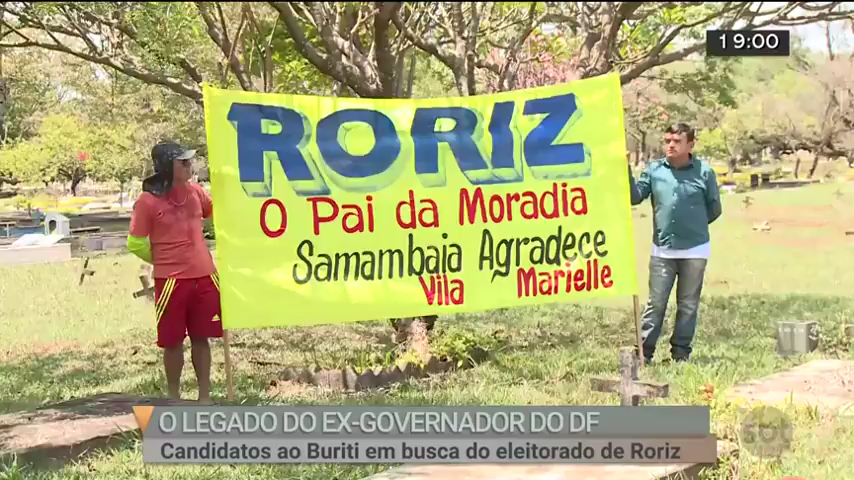 19:00
RORIZ
O Pai da Moradia
Samambaia Agradece
Vila Marielle
O LEGADO DO EX-GOVERNADOR DO DF
Candidatos ao Buriti em busca do eleitorado de Roriz
sbt